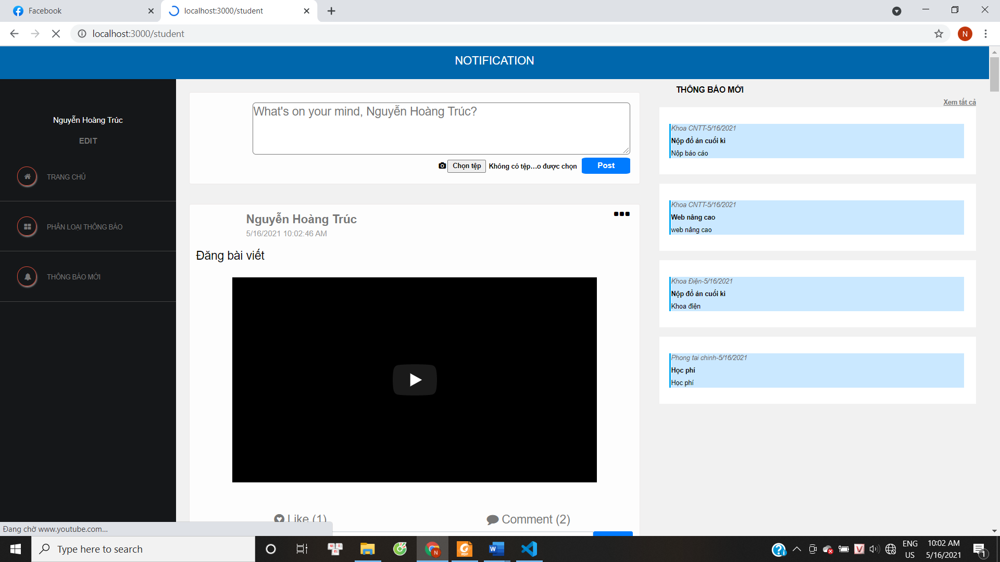 Facebook
localhost:3000/student
localhost:3000/student
N
NOTIFICATION
Nguyễn Hoàng Trúc
EDIT
TRANG CHỦ
PHÂN LOẠI THÔNG BÁO
THÔNG BÁO MỚI
What's on your mind, Nguyễn Hoàng Trúc?
Chọn tệp Không có tệp...o được chọn
Post
Nguyễn Hoàng Trúc
5/16/2021 10:02:46 AM
Đăng bài viết
Like (1)
Comment (2)
THÔNG BÁO MỚI
Xem tất cả
Khoa CNTT-5/16/2021
Nộp đồ án cuối kì
Nộp báo cáo
Khoa CNTT-5/16/2021
Web nâng cao
web nâng cao
Khoa Điện-5/16/2021
Nộp đồ án cuối kì
Khoa điện
Phong tai chinh-5/16/2021
Học phí
Học phí
Đang chờ www.youtube.com...
Type here to search
ENG
US
10:02 AM
5/16/2021
1